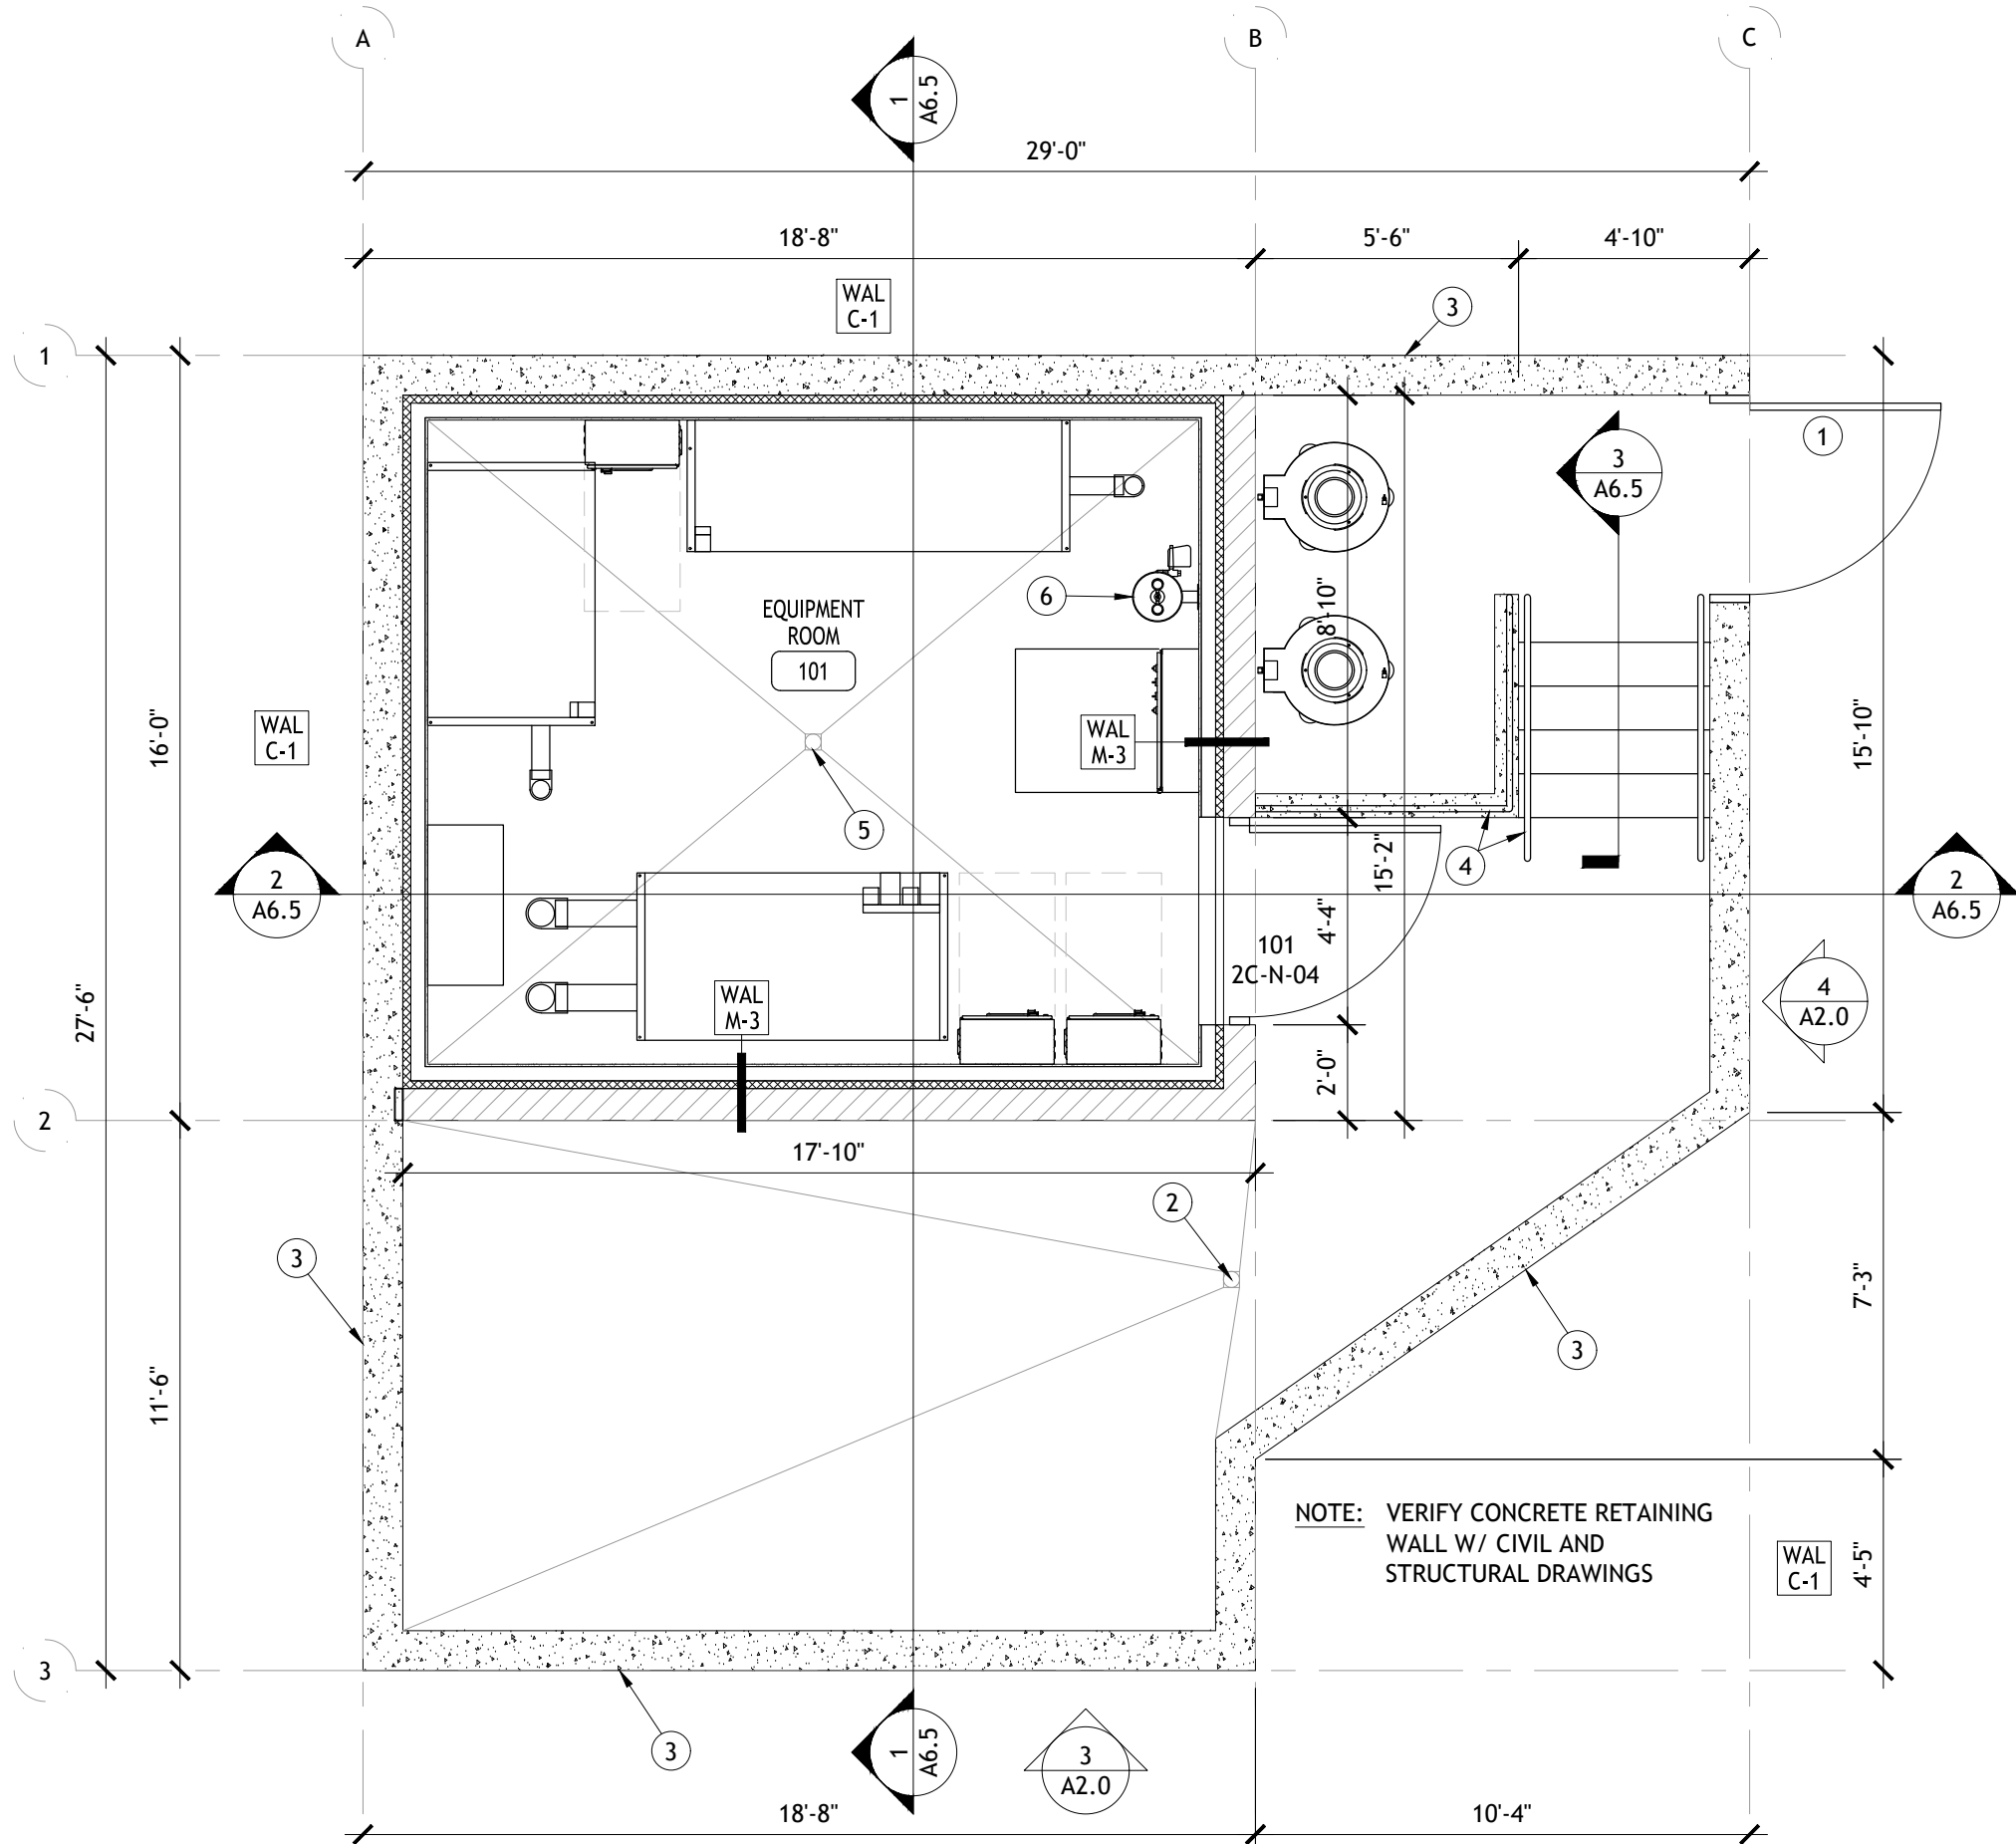 A
B
C
1
A6.5
29'-0"
18'-8"
5'-6"
4'-10"
WAL
C-1
3
1
1
3
A6.5
16'-0"
27'-6"
11'-6"
WAL
C-1
EQUIPMENT
ROOM
101
6
5
8'-10"
15'-2"
4'-4"
2'-0"
WAL
M-3
4
15'-10"
2
A6.5
2
A6.5
101
2C-N-04
WAL
M-3
4
A2.0
2
17'-10"
2
3
3
7'-3"
NOTE: VERIFY CONCRETE RETAINING
WALL W/ CIVIL AND
STRUCTURAL DRAWINGS
WAL
C-1
4'-5"
3
3
1
A6.5
3
A2.0
18'-8"
10'-4"